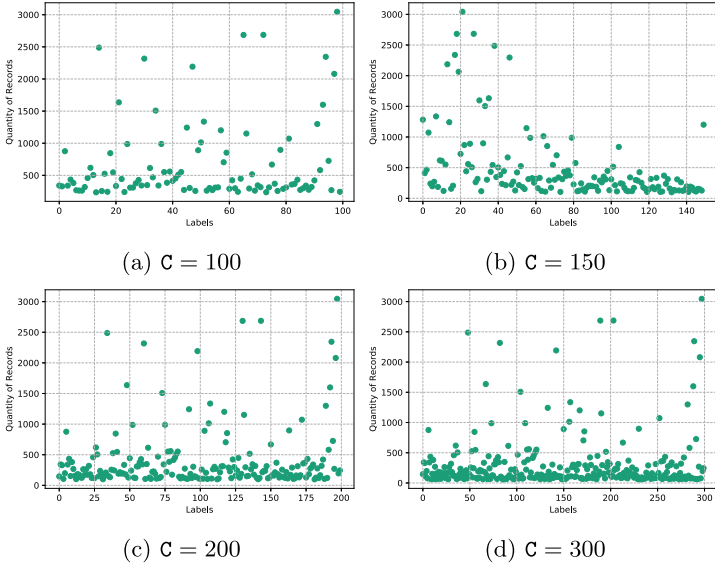 3000
2500
2000
1500
1000
500
Quantity of Records
0 20 40 60 80 100
Labels
(a) C = 100
3000
2500
2000
1500
1000
500
0
Quantity of Records
0 20 40 60 80 100 120 140
Labels
(b) C = 150
3000
2500
2000
1500
1000
500
0
Quantity of Records
0 25 50 75 100 125 150 175 200
Labels
(c) C = 200
3000
2500
2000
1500
1000
500
0
Quantity of Records
0 50 100 150 200 250 300
Labels
(d) C = 300